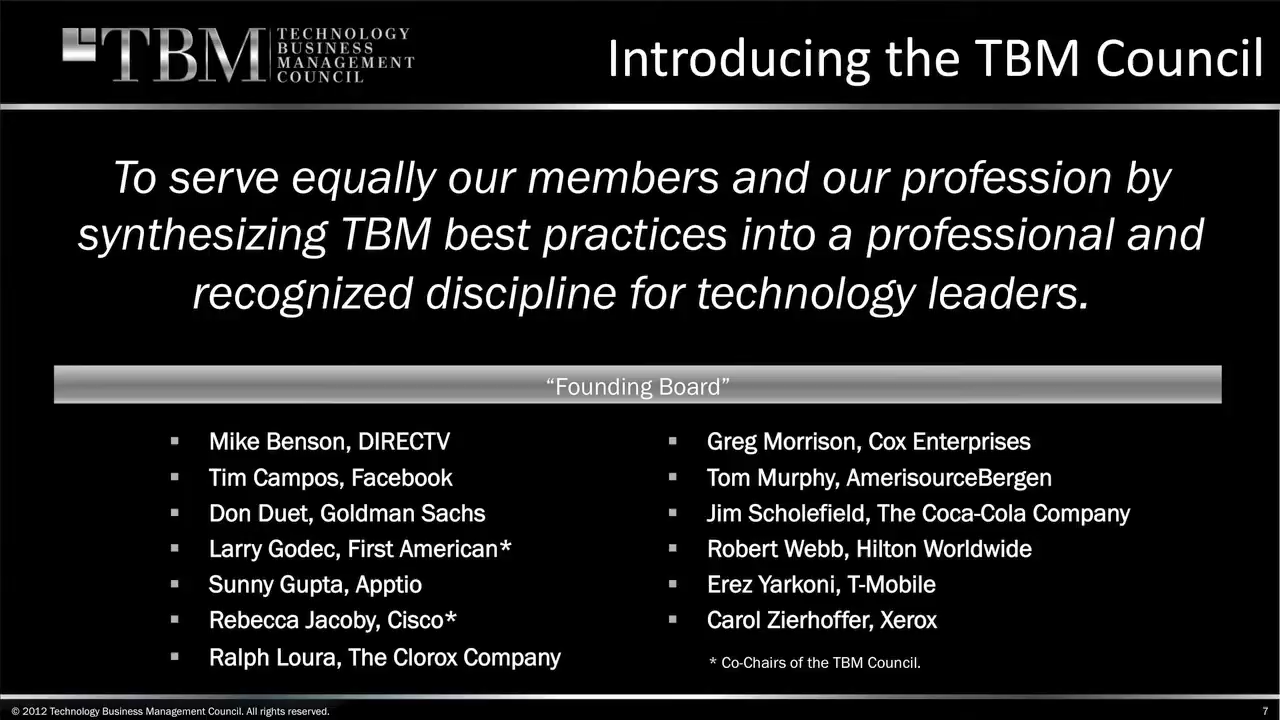 TBM TECHNOLOGY
BUSINESS
MANAGEMENT
COUNCIL
Introducing the TBM Council
To serve equally our members and our profession by
synthesizing TBM best practices into a professional and
recognized discipline for technology leaders.
“Founding Board”
▪ Mike Benson, DIRECTV
▪ Tim Campos, Facebook
▪ Don Duet, Goldman Sachs
▪ Larry Godec, First American*
▪ Sunny Gupta, Apptio
▪ Rebecca Jacoby, Cisco*
▪ Ralph Loura, The Clorox Company
▪ Greg Morrison, Cox Enterprises
▪ Tom Murphy, AmerisourceBergen
▪ Jim Scholefield, The Coca-Cola Company
▪ Robert Webb, Hilton Worldwide
▪ Erez Yarkoni, T-Mobile
▪ Carol Zierhoffer, Xerox
* Co-Chairs of the TBM Council.
© 2012 Technology Business Management Council. All rights reserved.
7